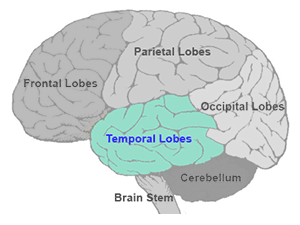 Parietal Lobes
Frontal Lobes
Occipital Lobes
Temporal Lobes
Cerebellum
Brain Stem